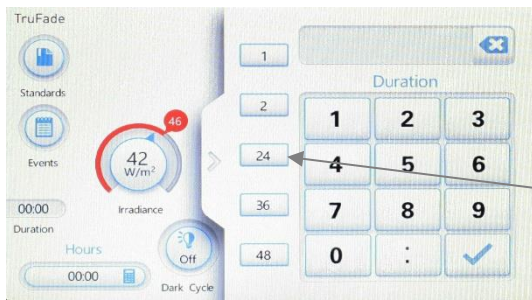 TruFade
Standards
Events
46
42
W/m²
Irradiance
00:00
Duration
Hours
00:00
Off
Dark Cycle
1
2
24
36
48
Duration
1 2 3
4 5 6
7 8 9
0 :